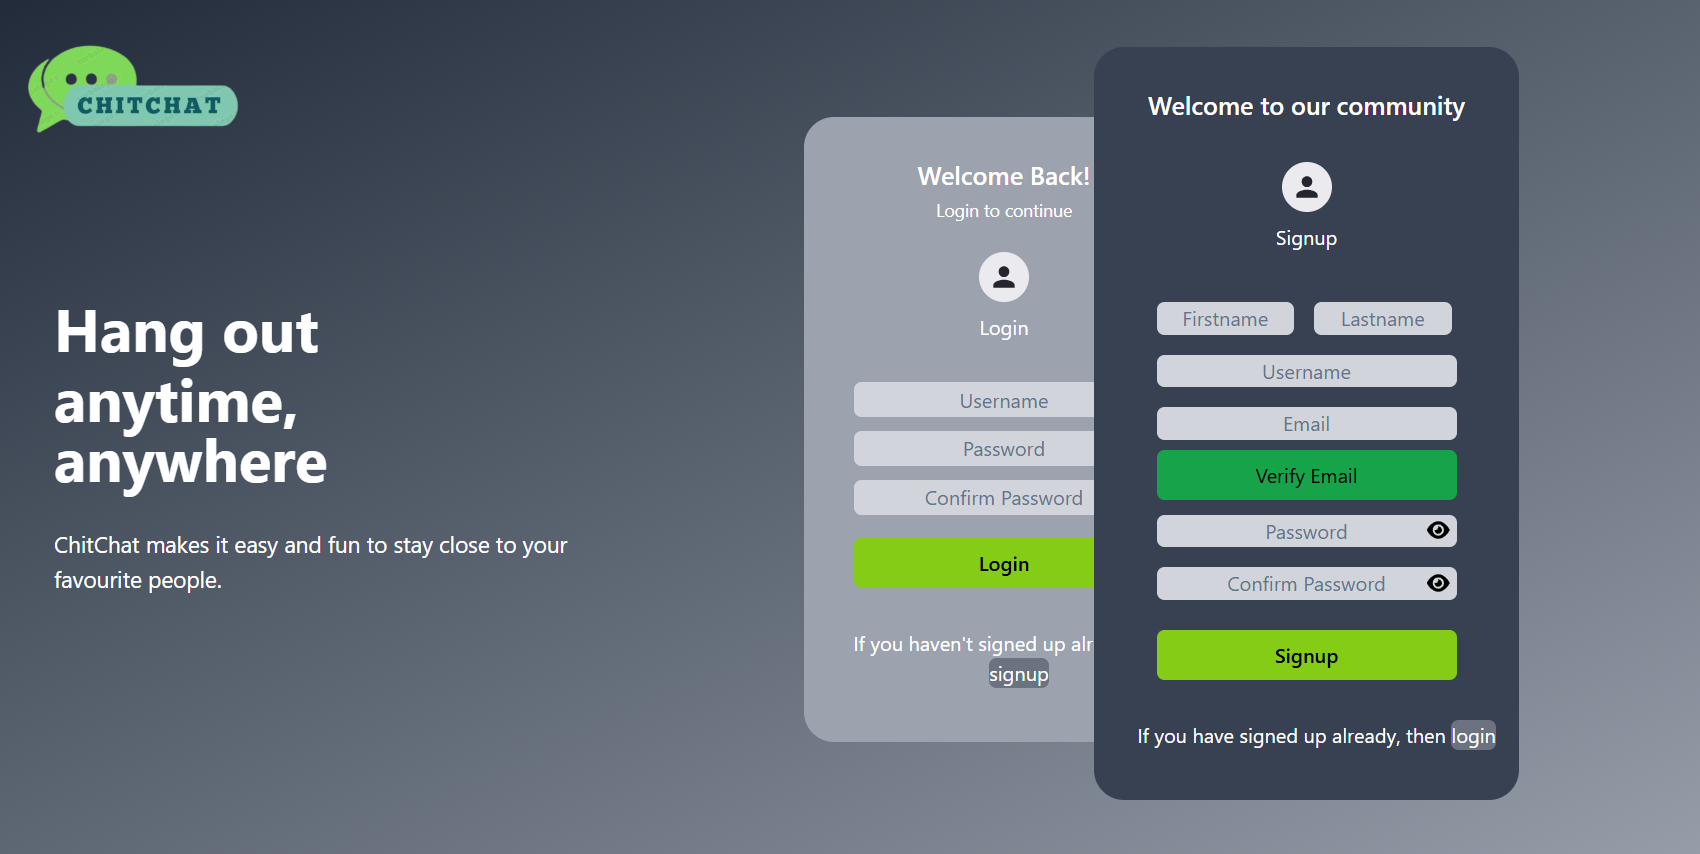 CHITCHAT
Hang out
anytime,
anywhere
ChitChat makes it easy and fun to stay close to your
favourite people.
Welcome Back!
Login to continue
Login
Username
Password
Confirm Password
Login
If you haven't signed up alr
signup
Welcome to our community
Signup
Firstname Lastname
Username
Email
Verify Email
Password
Confirm Password
Signup
If you have signed up already, then login